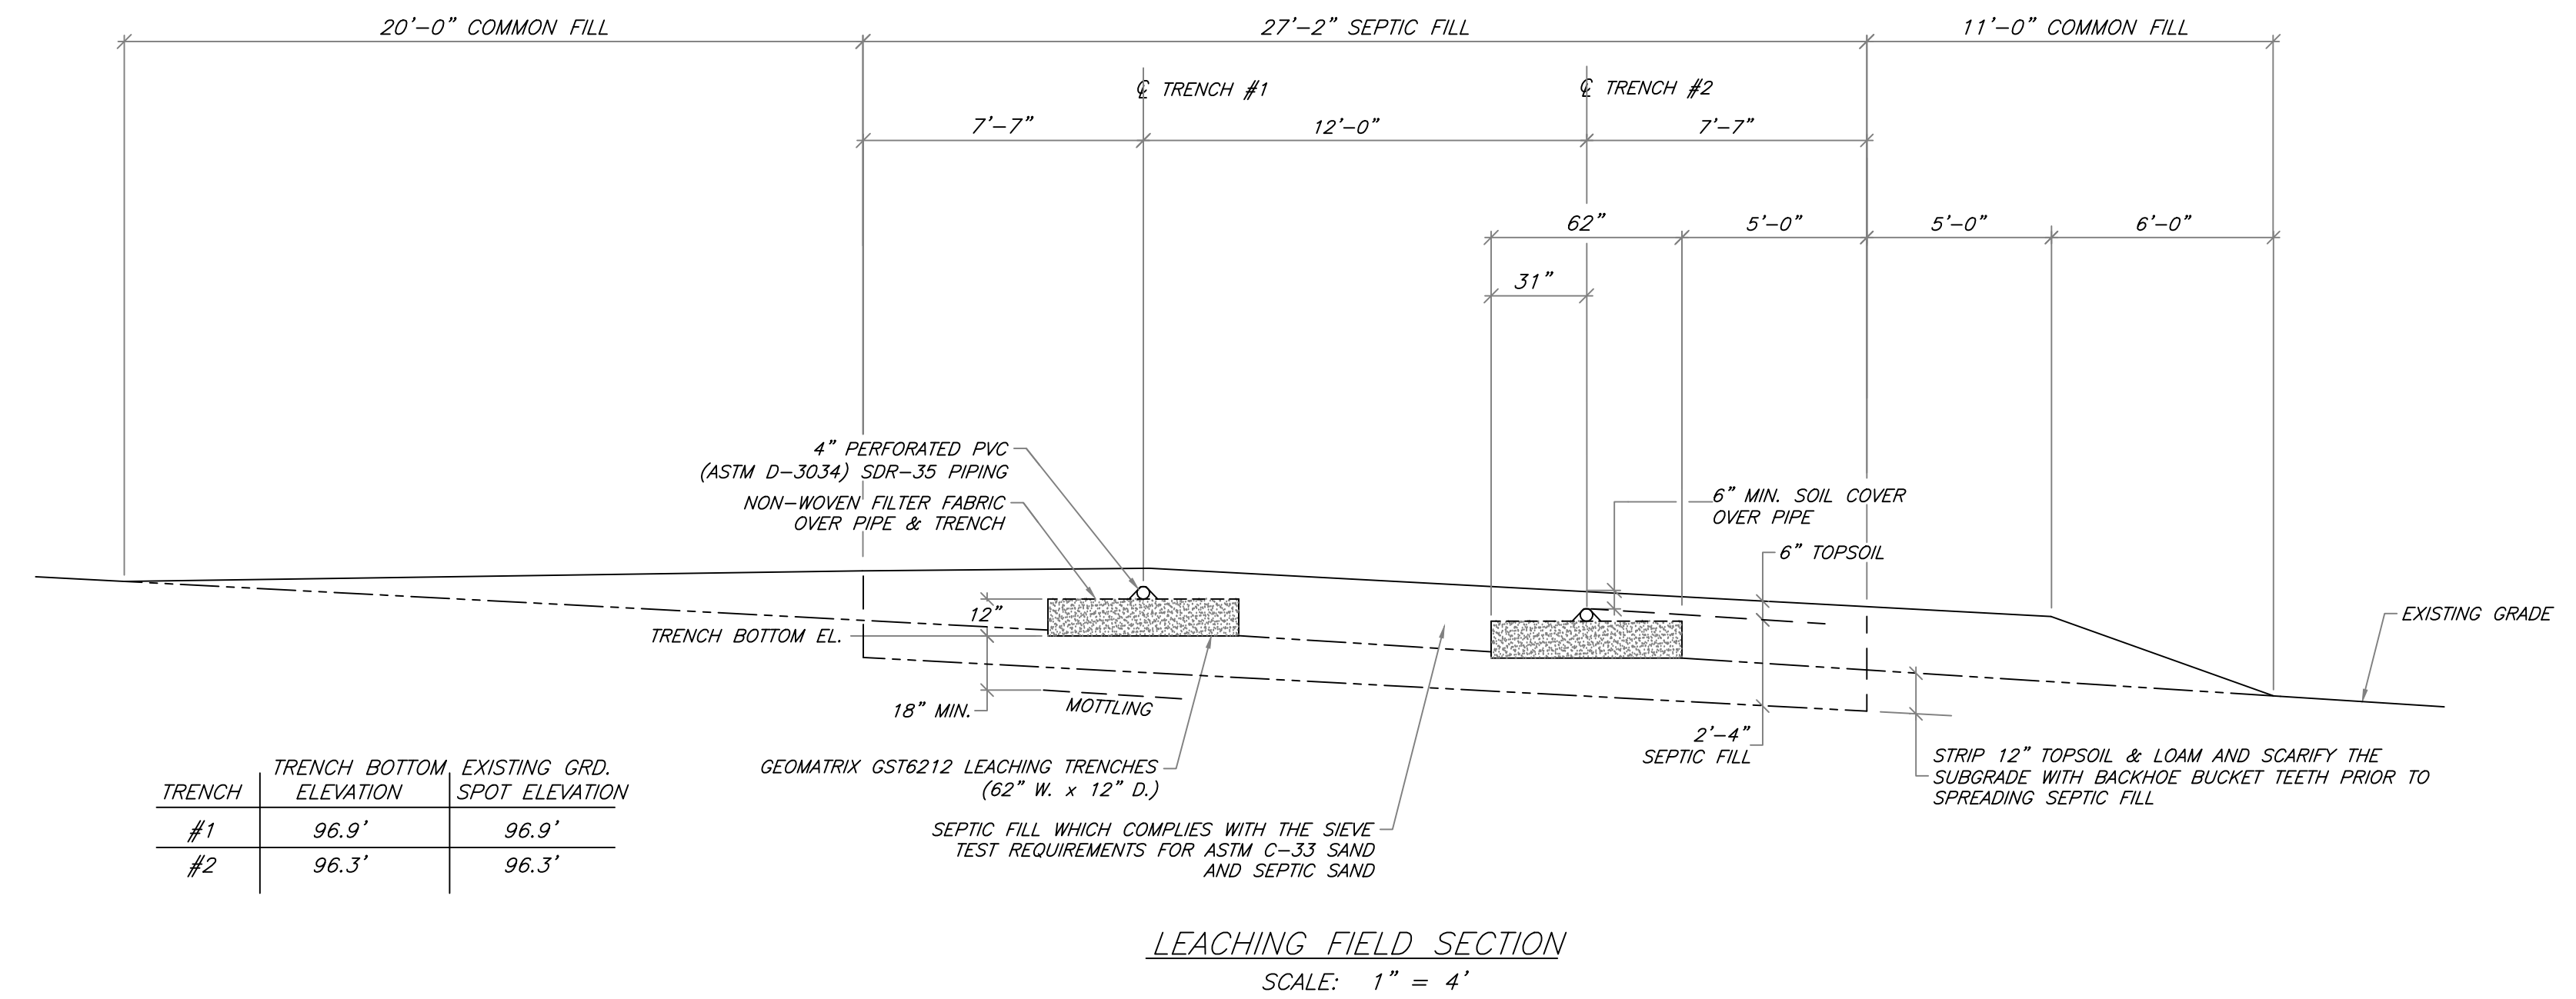 20'-0" COMMON FILL
27'-2" SEPTIC FILL
11'-0" COMMON FILL
℄ TRENCH #1
℄ TRENCH #2
7'-7"
12'-0"
7'-7"
62"
5'-0"
5'-0"
6'-0"
31"
4" PERFORATED PVC
(ASTM D-3034) SDR-35 PIPING
NON-WOVEN FILTER FABRIC
OVER PIPE & TRENCH
6" MIN. SOIL COVER
OVER PIPE
6" TOPSOIL
12"
TRENCH BOTTOM EL.
EXISTING GRADE
18" MIN.
MOTTLING
2'-4"
SEPTIC FILL
GEOMATRIX GST6212 LEACHING TRENCHES
(62" W. x 12" D.)
STRIP 12" TOPSOIL & LOAM AND SCARIFY THE
SUBGRADE WITH BACKHOE BUCKET TEETH PRIOR TO
SPREADING SEPTIC FILL
SEPTIC FILL WHICH COMPLIES WITH THE SIEVE
TEST REQUIREMENTS FOR ASTM C-33 SAND
AND SEPTIC SAND
TRENCH BOTTOM EXISTING GRD.
TRENCH ELEVATION SPOT ELEVATION
#1 96.9' 96.9'
#2 96.3' 96.3'
LEACHING FIELD SECTION
SCALE: 1" = 4'